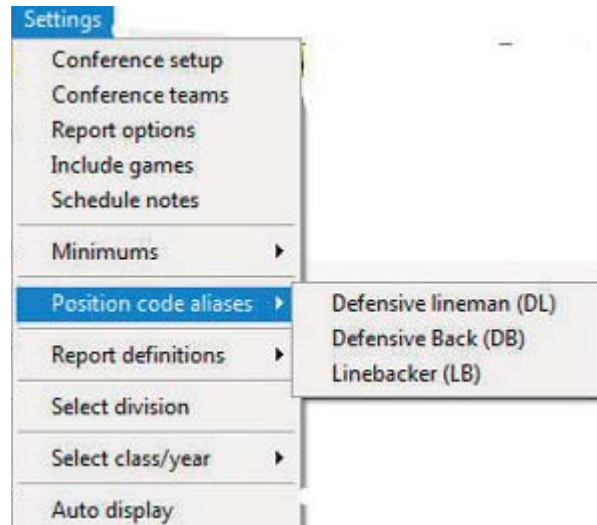 Settings
Conference setup
Conference teams
Report options
Include games
Schedule notes
Minimums
Position code aliases
Defensive lineman (DL)
Defensive Back (DB)
Linebacker (LB)
Report definitions
Select division
Select class/year
Auto display